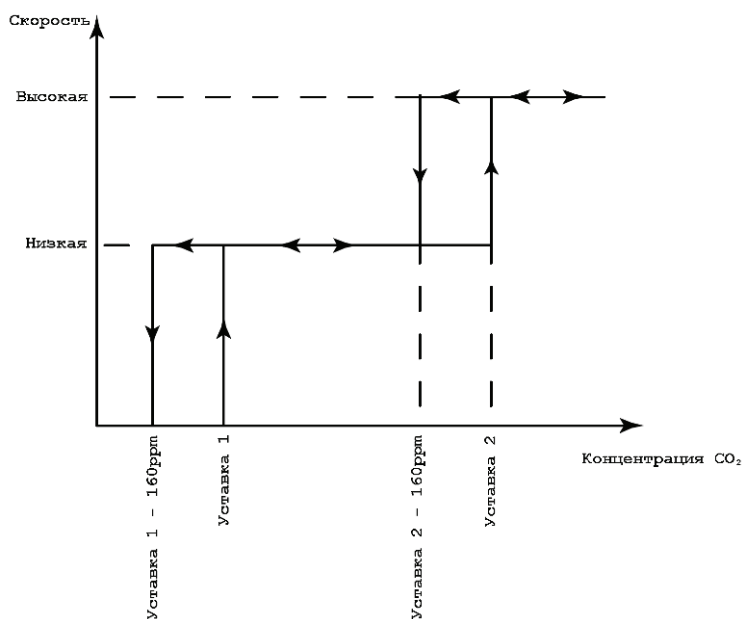 Скорость
Высокая
Низкая
Уставка 1 - 160ppm
Уставка 1
Уставка 2 - 160ppm
Уставка 2
Концентрация CO₂